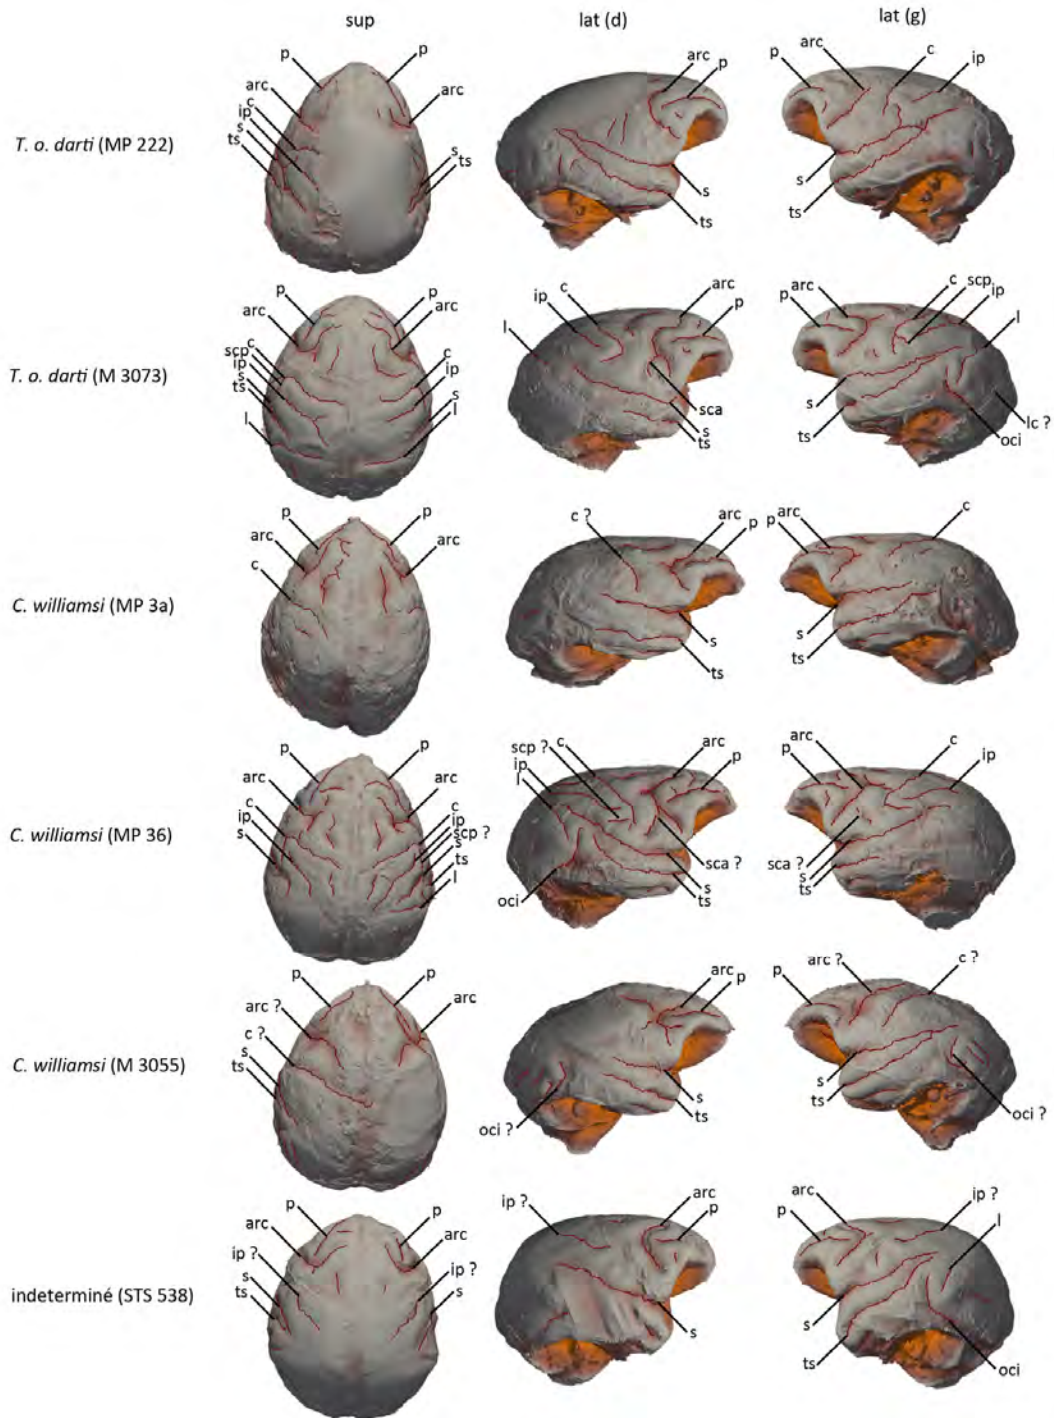 sup lat (d) lat (g)
T. o. darti (MP 222)
p p
arc arc
c
ip
s s
ts ts
arc
p
s
ts
arc c
p ip
s
ts
T. o. darti (M 3073)
p p
arc arc
c c
scp ip
ip
s s
ts l
l
c arc
ip p
l
sca
s
ts
c scp
arc ip
p l
s
ts lc ?
oci
C. williamsi (MP 3a)
p p
arc arc
c
c ? arc
p
s
ts
arc c
p
s
ts
C. williamsi (MP 36)
p p
arc arc
c c
ip ip
scp ?
s s
ts
l
scp ? c arc
ip p
l
sca ?
s
oci ts
arc c
p ip
sca ?
s
ts
C. williamsi (M 3055)
p p
arc ? arc
c ?
s
ts
arc
p
s
oci ? ts
arc ? c ?
p
s
ts
oci ?
indeterminé (STS 538)
p p
arc arc
ip ? ip ?
s s
ts
ip ? arc
p
s
arc ip ?
p l
s
ts oci